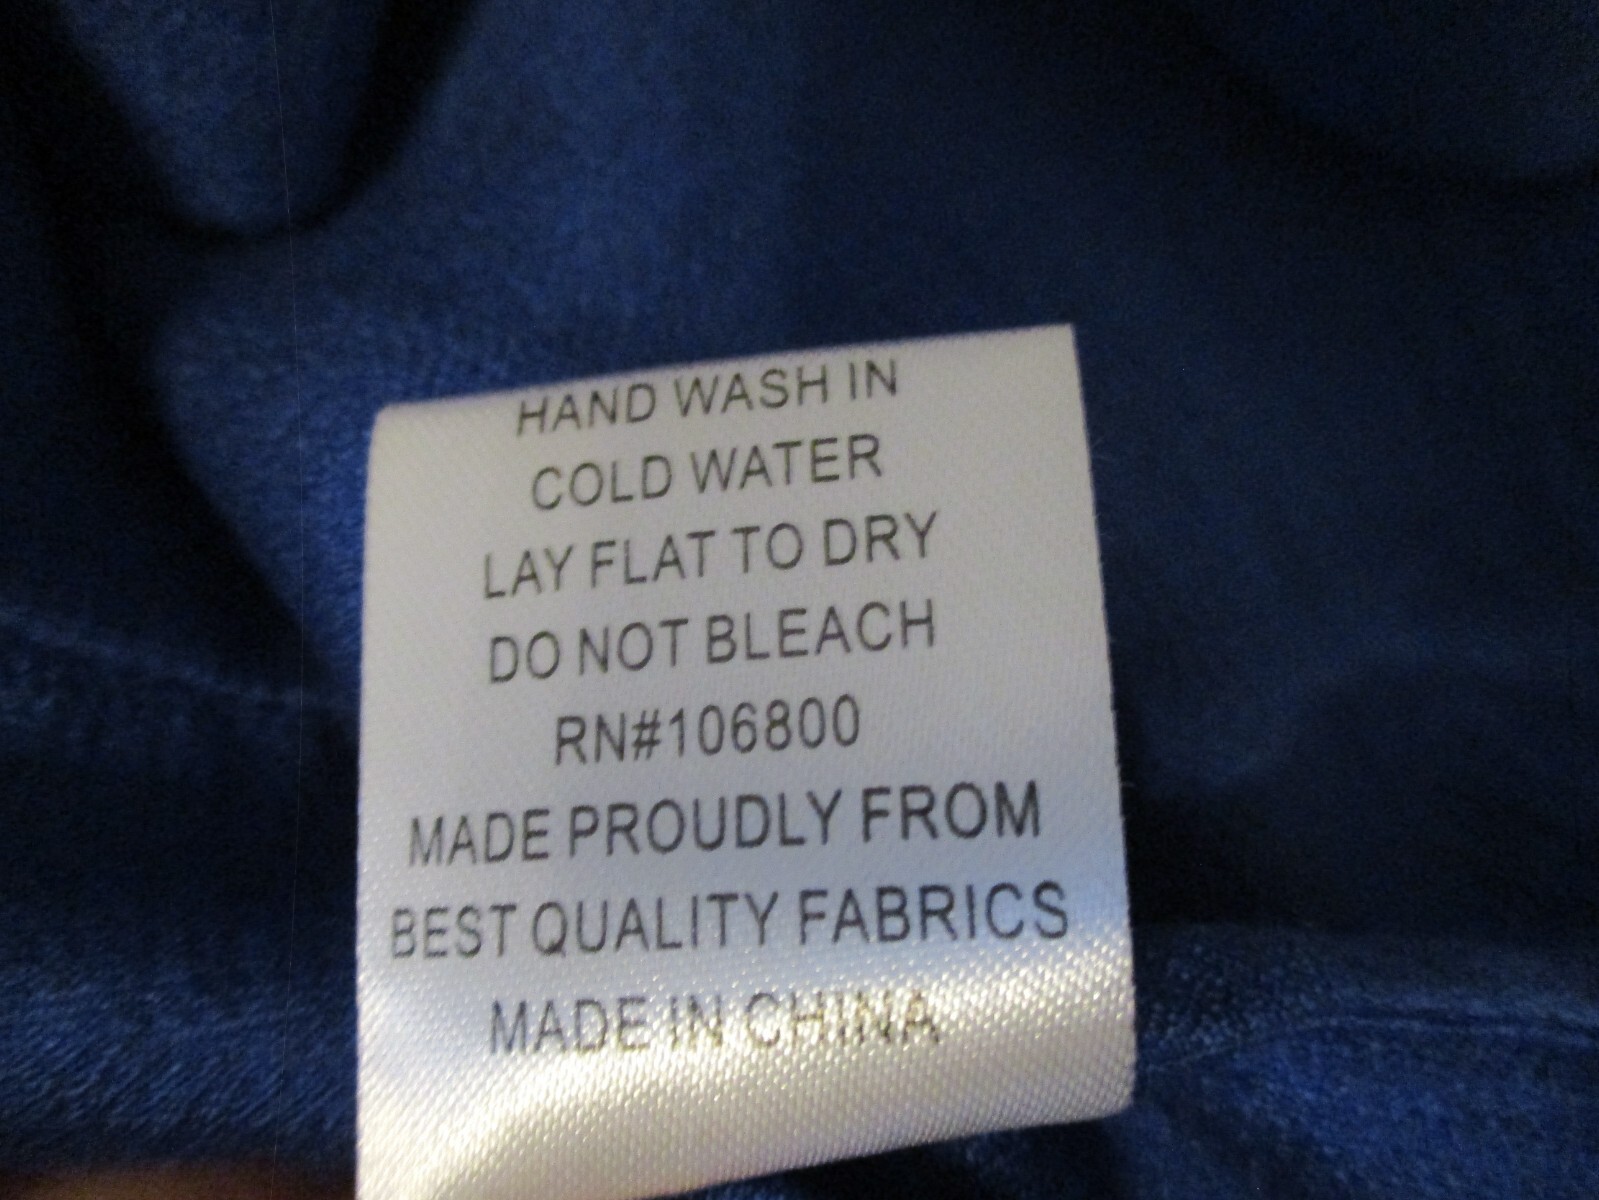 HAND WASH IN
COLD WATER
LAY FLAT TO DRY
DO NOT BLEACH
RN#106800
MADE PROUDLY FROM
BEST QUALITY FABRICS
MADE IN CHINA